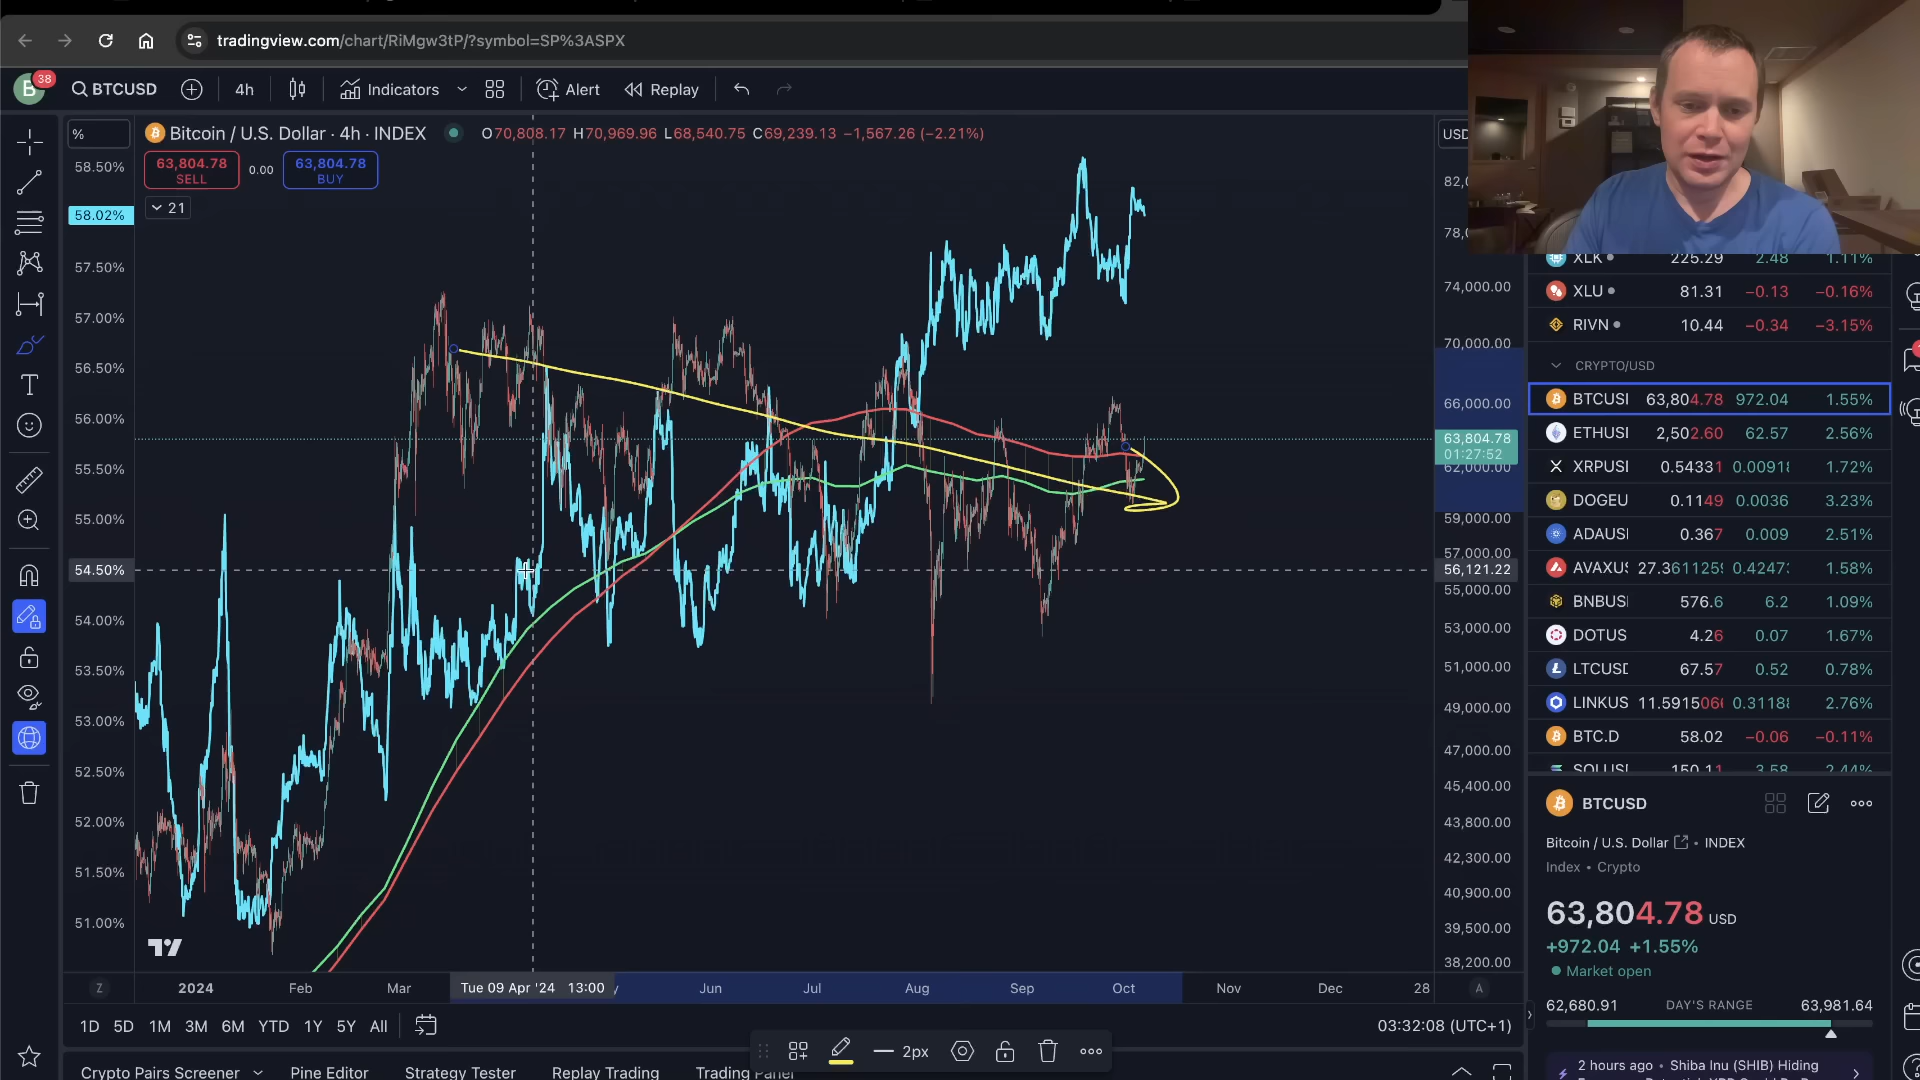 tradingview.com/chart/RiMgw3tP/?symbol=SP%3ASPX
B 38 BTCUSD 4h Indicators Alert Replay
% Bitcoin / U.S. Dollar · 4h · INDEX O70,808.17 H70,969.96 L68,540.75 C69,239.13 −1,567.26 (−2.21%) USD
63,804.78 SELL 0.00 63,804.78 BUY
21
58.50%
58.02%
57.50%
57.00%
56.50%
56.00%
55.50%
55.00%
54.50%
54.00%
53.50%
53.00%
52.50%
52.00%
51.50%
51.00%
74,000.00
70,000.00
66,000.00
63,804.78
01:27:52
62,000.00
59,000.00
57,000.00
56,121.22
55,000.00
53,000.00
51,000.00
49,000.00
47,000.00
45,400.00
43,800.00
42,300.00
40,900.00
39,500.00
38,200.00
XLK 225.29 2.48 1.11%
XLU 81.31 −0.13 −0.16%
RIVN 10.44 −0.34 −3.15%
CRYPTO/USD
BTCUSI 63,804.78 972.04 1.55%
ETHUSI 2,502.60 62.57 2.56%
XRPUSI 0.54331 0.00918 1.72%
DOGEU 0.1149 0.0036 3.23%
ADAUSI 0.367 0.009 2.51%
AVAXUS 27.3611259 0.4247 1.58%
BNBUSI 576.6 6.2 1.09%
DOTUS 4.26 0.07 1.67%
LTCUSD 67.57 0.52 0.78%
LINKUS 11.5915060 0.31188 2.76%
BTC.D 58.02 −0.06 −0.11%
SOLUSI 150.11 3.58 2.44%
BTCUSD
Bitcoin / U.S. Dollar • INDEX
Index • Crypto
63,804.78 USD
+972.04 +1.55%
Market open
62,680.91 DAY'S RANGE 63,981.64
2 hours ago • Shiba Inu (SHIB) Hiding
Z 2024 Feb Mar Tue 09 Apr '24 13:00 Jun Jul Aug Sep Oct Nov Dec 28 A
1D 5D 1M 3M 6M YTD 1Y 5Y All 03:32:08 (UTC+1)
2px
Crypto Pairs Screener Pine Editor Strategy Tester Replay Trading Trading Panel